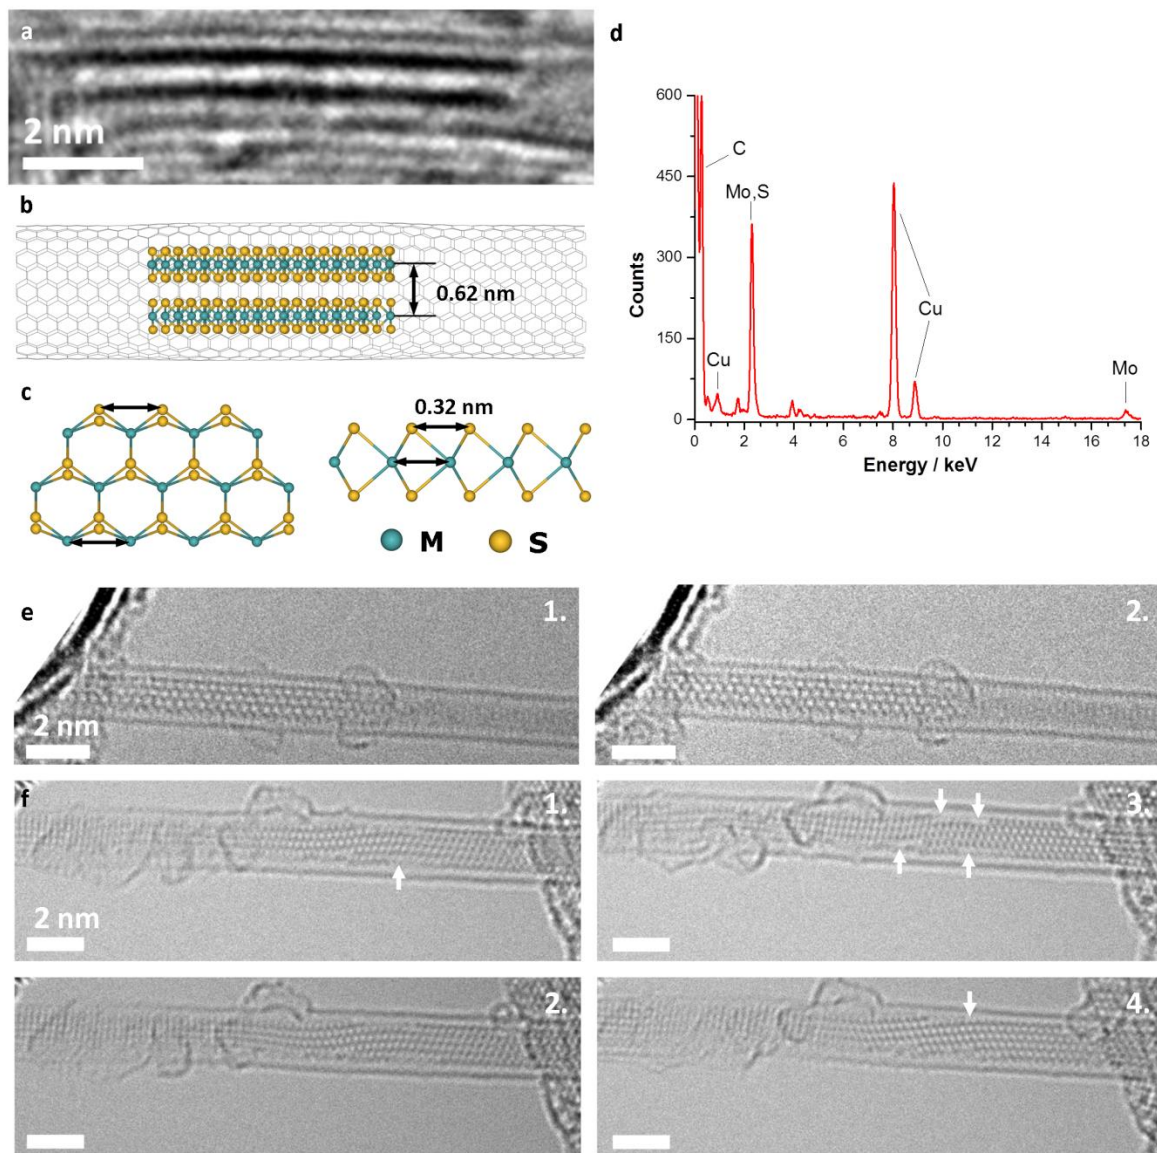 a
2 nm
b
0.62 nm
c
0.32 nm
M
S
d
600
450
300
150
0
Counts
C
Mo,S
Cu
Cu
Mo
0 2 4 6 8 10 12 14 16 18
Energy / keV
e
1.
2 nm
2.
f
1.
2 nm
3.
2.
4.